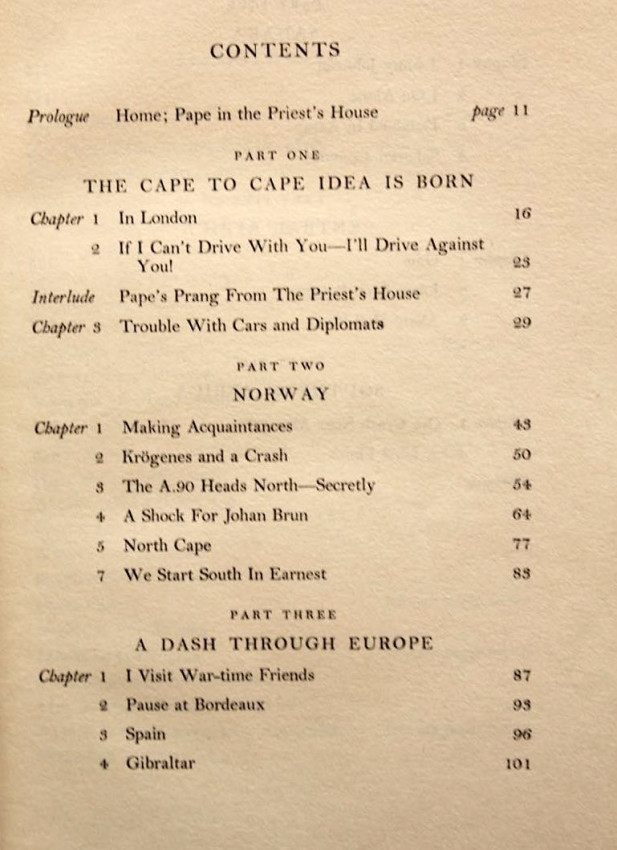 CONTENTS
Prologue Home; Pape in the Priest's House page 11
PART ONE
THE CAPE TO CAPE IDEA IS BORN
Chapter 1 In London 16
2 If I Can't Drive With You—I'll Drive Against
You! 23
Interlude Pape's Prang From The Priest's House 27
Chapter 3 Trouble With Cars and Diplomats 29
PART TWO
NORWAY
Chapter 1 Making Acquaintances 43
2 Krögenes and a Crash 50
3 The A.90 Heads North—Secretly 54
4 A Shock For Johan Brun 64
5 North Cape 77
7 We Start South In Earnest 83
PART THREE
A DASH THROUGH EUROPE
Chapter 1 I Visit War-time Friends 87
2 Pause at Bordeaux 93
3 Spain 96
4 Gibraltar 101